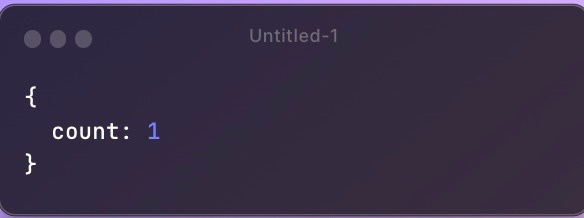 Untitled-1
{
  count: 1
}